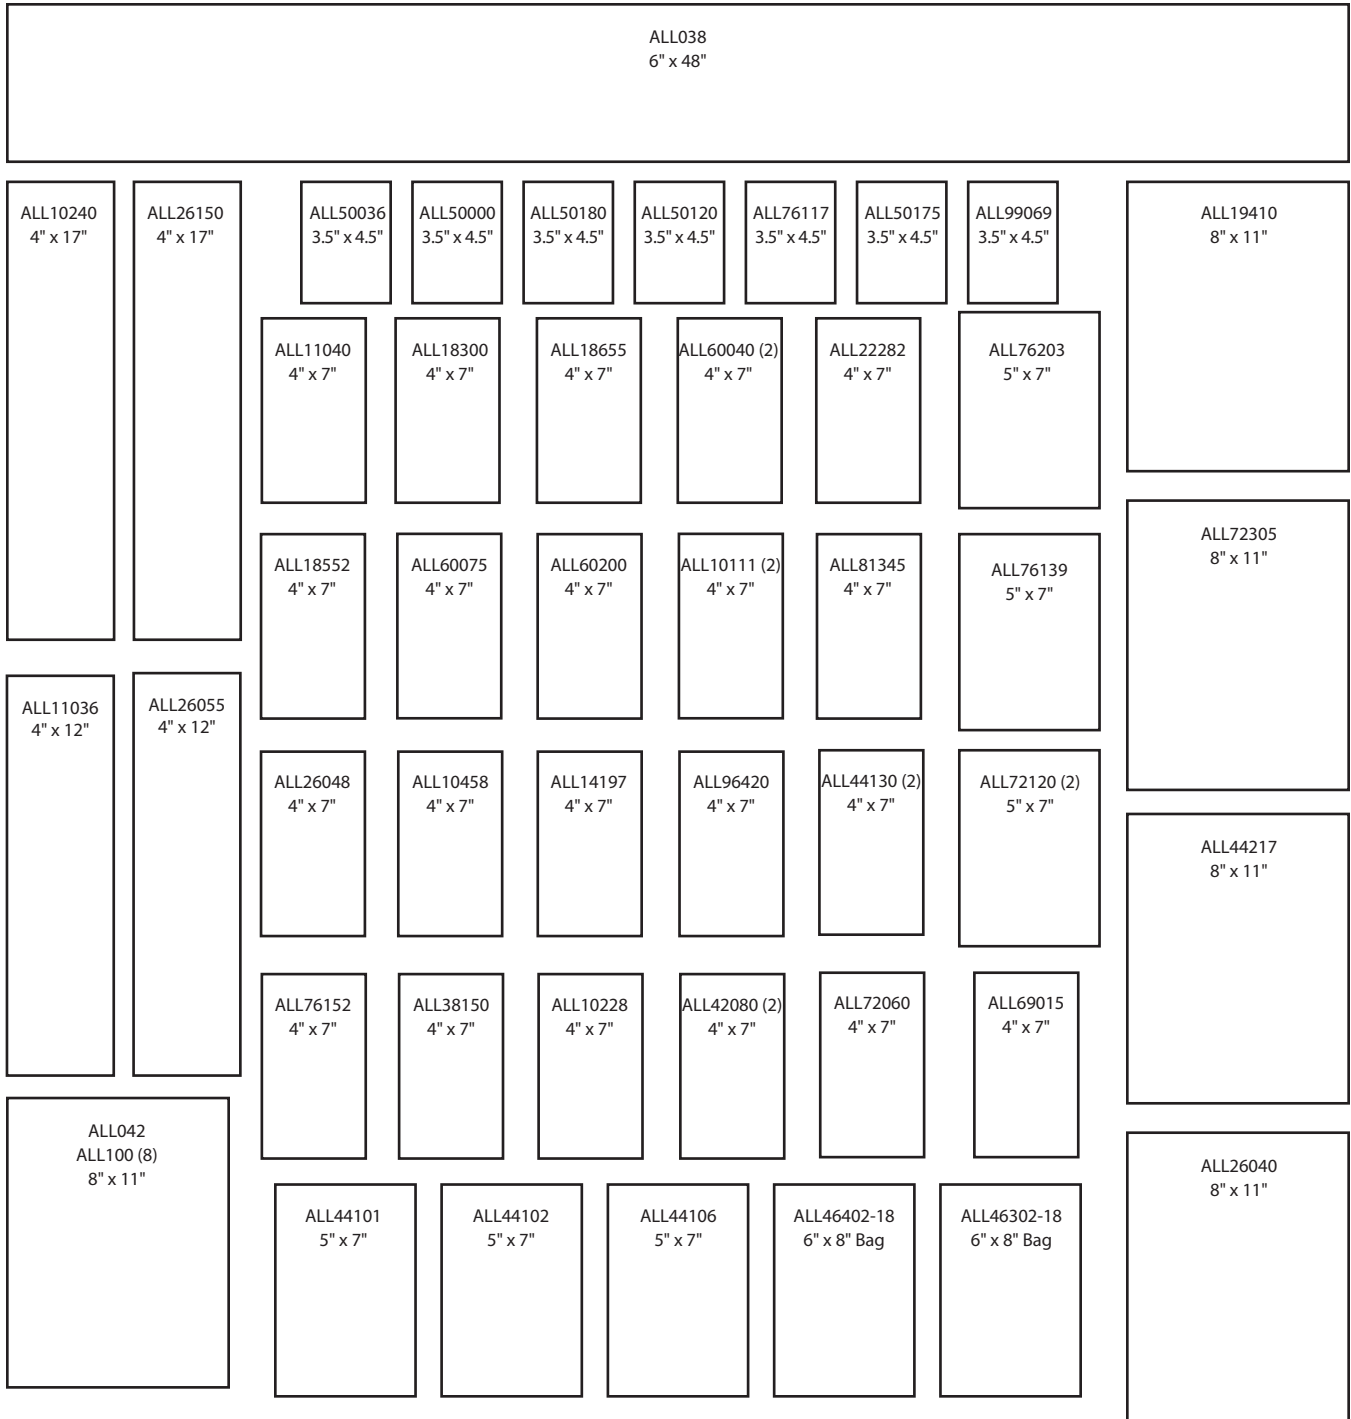 ALL038
6" x 48"
ALL10240
4" x 17"
ALL26150
4" x 17"
ALL50036
3.5" x 4.5"
ALL50000
3.5" x 4.5"
ALL50180
3.5" x 4.5"
ALL50120
3.5" x 4.5"
ALL76117
3.5" x 4.5"
ALL50175
3.5" x 4.5"
ALL99069
3.5" x 4.5"
ALL19410
8" x 11"
ALL11040
4" x 7"
ALL18300
4" x 7"
ALL18655
4" x 7"
ALL60040 (2)
4" x 7"
ALL22282
4" x 7"
ALL76203
5" x 7"
ALL72305
8" x 11"
ALL18552
4" x 7"
ALL60075
4" x 7"
ALL60200
4" x 7"
ALL10111 (2)
4" x 7"
ALL81345
4" x 7"
ALL76139
5" x 7"
ALL11036
4" x 12"
ALL26055
4" x 12"
ALL26048
4" x 7"
ALL10458
4" x 7"
ALL14197
4" x 7"
ALL96420
4" x 7"
ALL44130 (2)
4" x 7"
ALL72120 (2)
5" x 7"
ALL44217
8" x 11"
ALL76152
4" x 7"
ALL38150
4" x 7"
ALL10228
4" x 7"
ALL42080 (2)
4" x 7"
ALL72060
4" x 7"
ALL69015
4" x 7"
ALL042
ALL100 (8)
8" x 11"
ALL26040
8" x 11"
ALL44101
5" x 7"
ALL44102
5" x 7"
ALL44106
5" x 7"
ALL46402-18
6" x 8" Bag
ALL46302-18
6" x 8" Bag